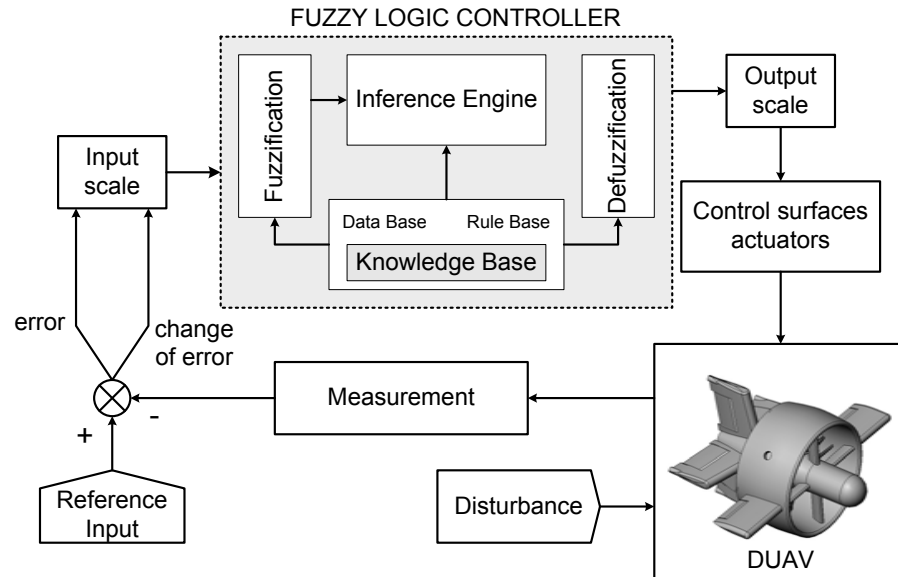 FUZZY LOGIC CONTROLLER
Fuzzification
Inference Engine
Defuzzification
Output
scale
Input
scale
Data Base
Rule Base
Knowledge Base
Control surfaces
actuators
error
change
of error
Measurement
-
+
Reference
Input
Disturbance
DUAV